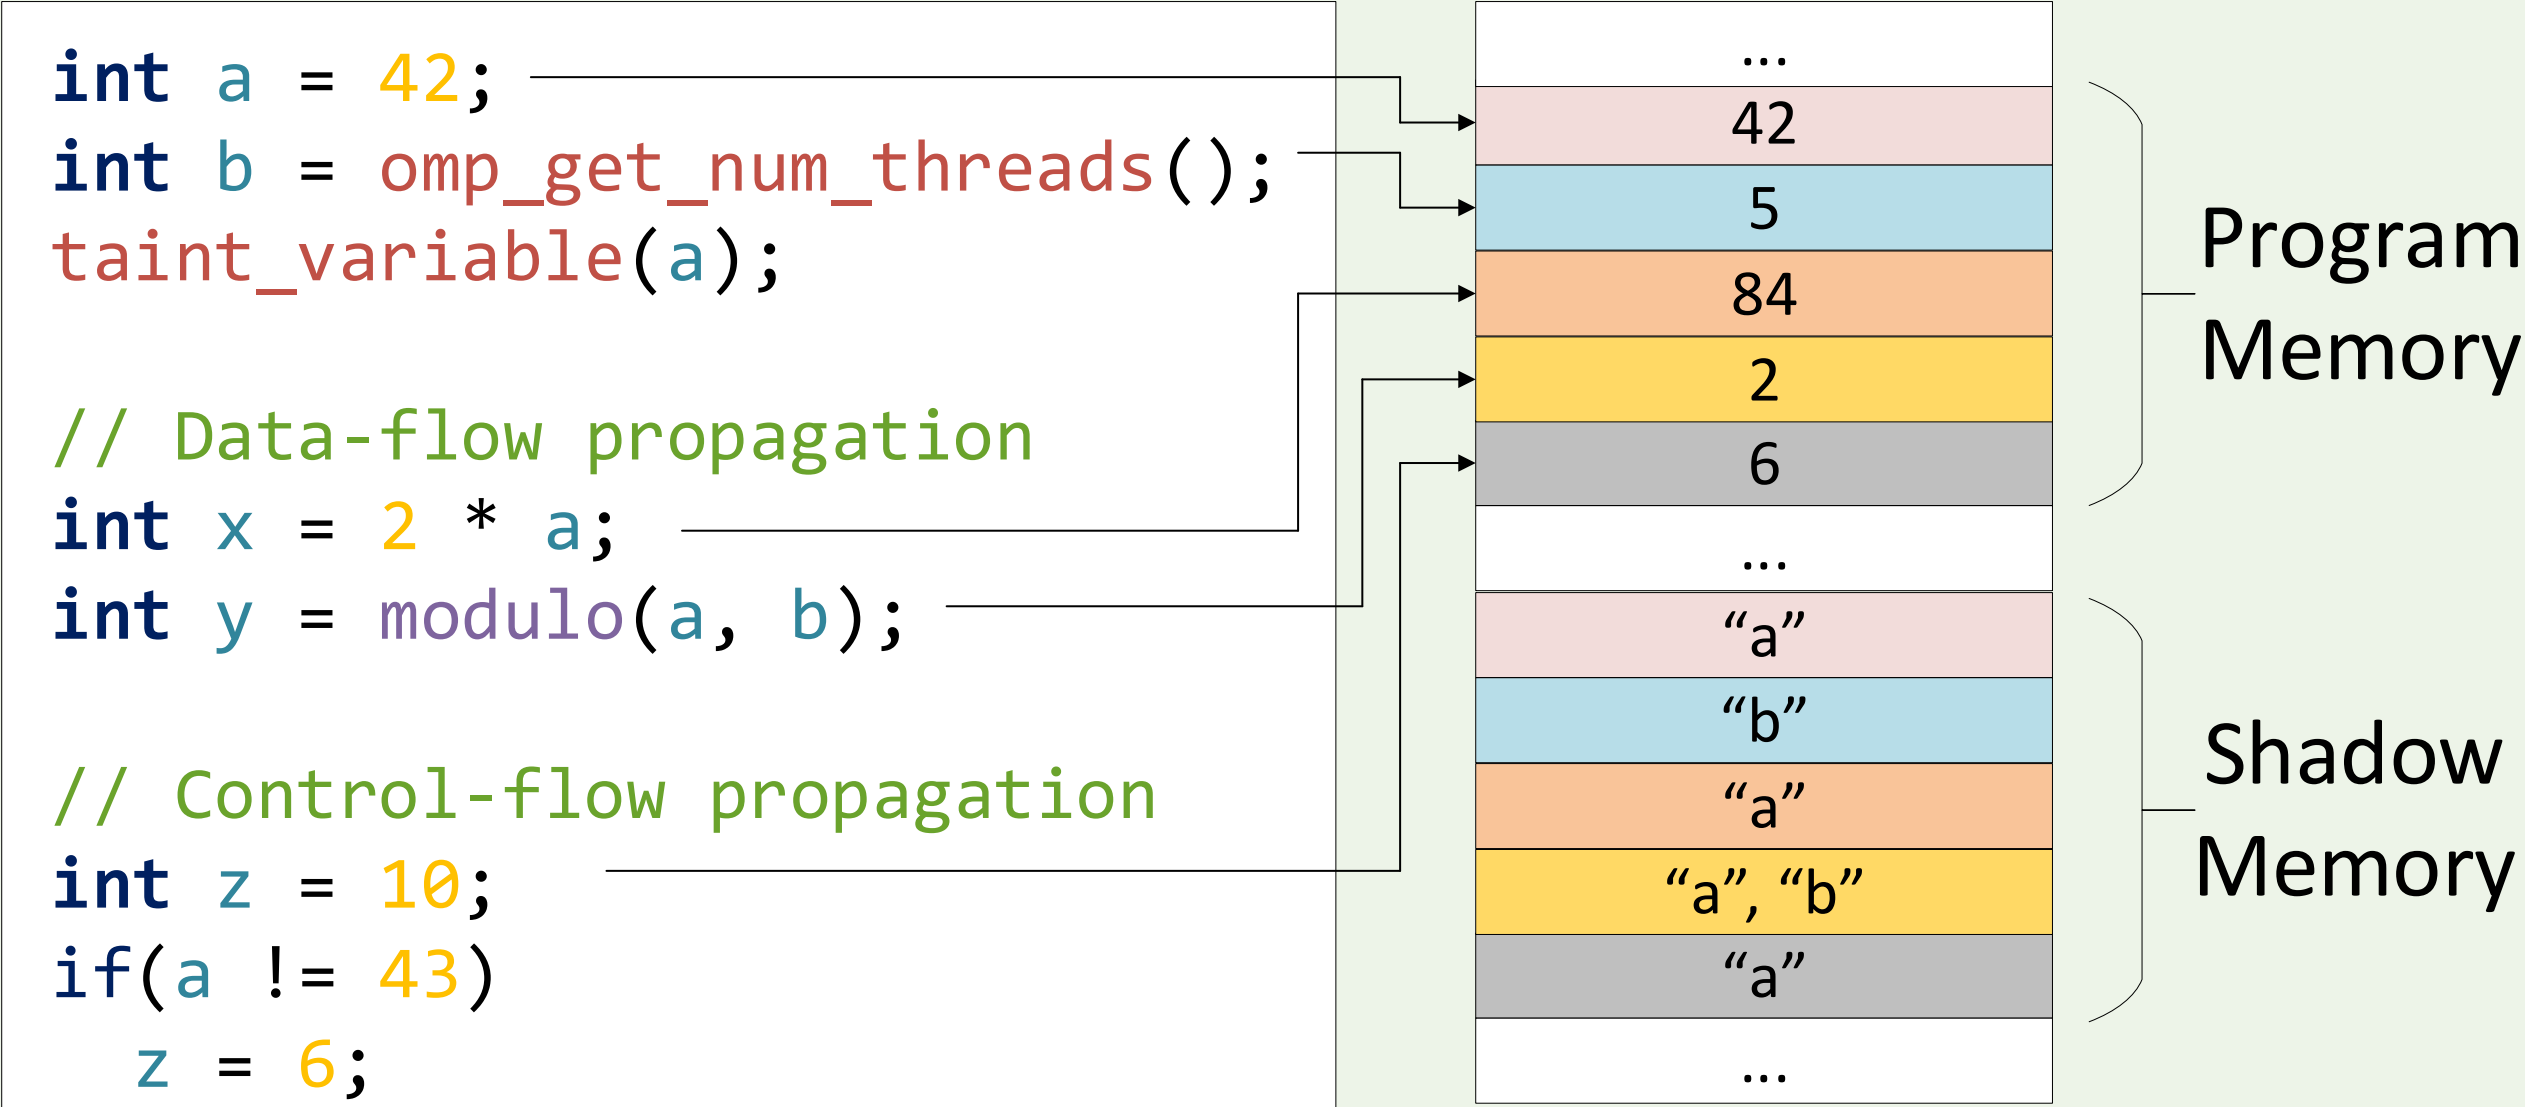 int a = 42;
int b = omp_get_num_threads();
taint_variable(a);
// Data-flow propagation
int x = 2 * a;
int y = modulo(a, b);
// Control-flow propagation
int z = 10;
if(a != 43)
z = 6;
...
42
5
84
2
6
...
“a”
“b”
“a”
“a”, “b”
“a”
...
Program
Memory
Shadow
Memory